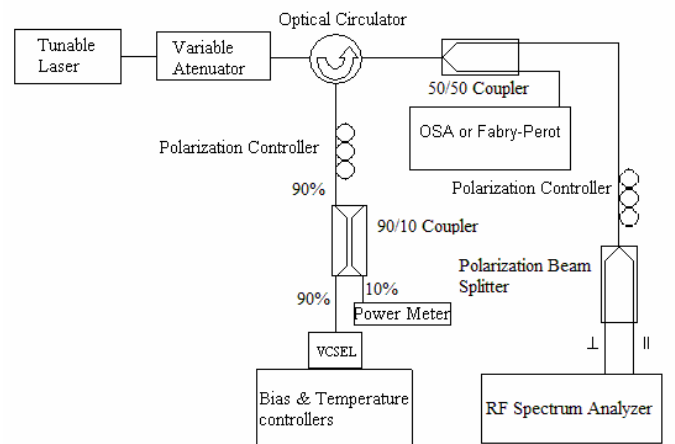 Optical Circulator
Tunable
Laser
Variable
Atenuator
50/50 Coupler
OSA or Fabry-Perot
Polarization Controller
90%
Polarization Controller
90/10 Coupler
Polarization Beam
Splitter
90%
10%
Power Meter
⊥
||
VCSEL
Bias & Temperature
controllers
RF Spectrum Analyzer